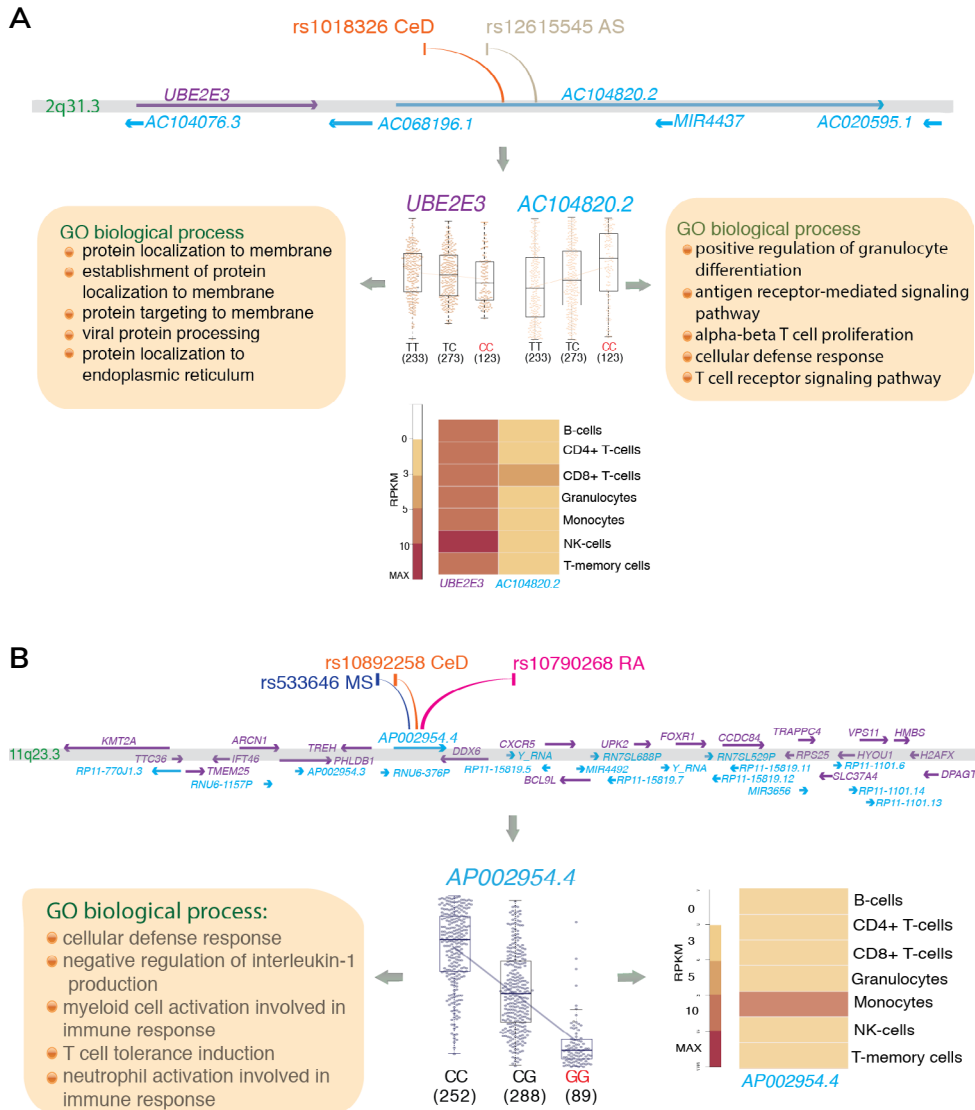 A
rs1018326 CeD
rs12615545 AS
UBE2E3
AC104820.2
2q31.3
AC104076.3
AC068196.1
MIR4437
AC020595.1
UBE2E3
AC104820.2
GO biological process
protein localization to membrane
establishment of protein
localization to membrane
protein targeting to membrane
viral protein processing
protein localization to
endoplasmic reticulum
TT
(233)
TC
(273)
CC
(123)
TT
(233)
TC
(273)
CC
(123)
GO biological process
positive regulation of granulocyte
differentiation
antigen receptor-mediated signaling
pathway
alpha-beta T cell proliferation
cellular defense response
T cell receptor signaling pathway
RPKM
0
3
5
10
MAX
B-cells
CD4+ T-cells
CD8+ T-cells
Granulocytes
Monocytes
NK-cells
T-memory cells
UBE2E3
AC104820.2
B
rs10892258 CeD
rs10790268 RA
rs533646 MS
AP002954.4
11q23.3
KMT2A
ARCN1
TREH
CXCR5
UPK2
FOXR1
CCDC84
TRAPPC4
VPS11
HMBS
TTC36
IFT46
PHLDB1
DDX6
Y_RNA
RN7SL688P
RN7SL529P
RPS25
HYOU1
H2AFX
RP11-770J1.3
TMEM25
AP002954.3
RNU6-376P
RP11-15819.5
MIR4492
Y_RNA
RP11-15819.11
RP11-1101.6
RNU6-1157P
BCL9L
RP11-15819.7
RP11-15819.12
SLC37A4
DPAGT
MIR3656
RP11-1101.14
RP11-1101.13
AP002954.4
GO biological process:
cellular defense response
negative regulation of interleukin-1
production
myeloid cell activation involved in
immune response
T cell tolerance induction
neutrophil activation involved in
immune response
CC
(252)
CG
(288)
GG
(89)
RPKM
0
3
5
10
MAX
B-cells
CD4+ T-cells
CD8+ T-cells
Granulocytes
Monocytes
NK-cells
T-memory cells
AP002954.4